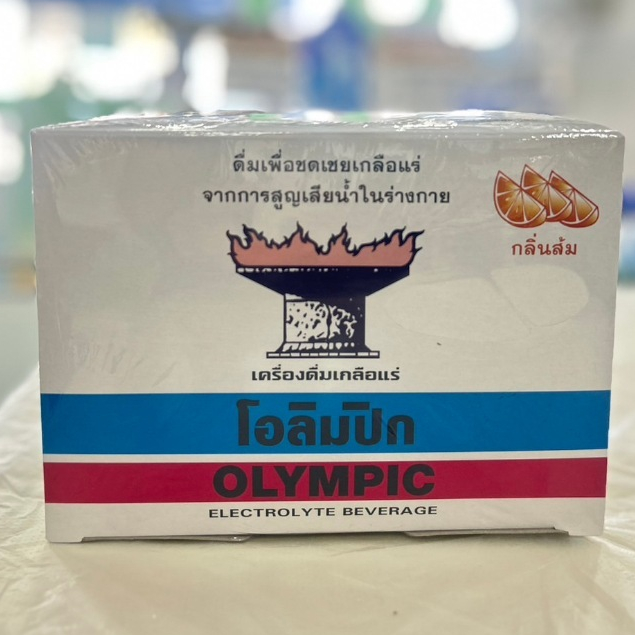 ดื่มเพื่อชดเชยเกลือแร่
จากการสูญเสียน้ำในร่างกาย
กลิ่นส้ม
เครื่องดื่มเกลือแร่
โอลิมปิก
OLYMPIC
ELECTROLYTE BEVERAGE